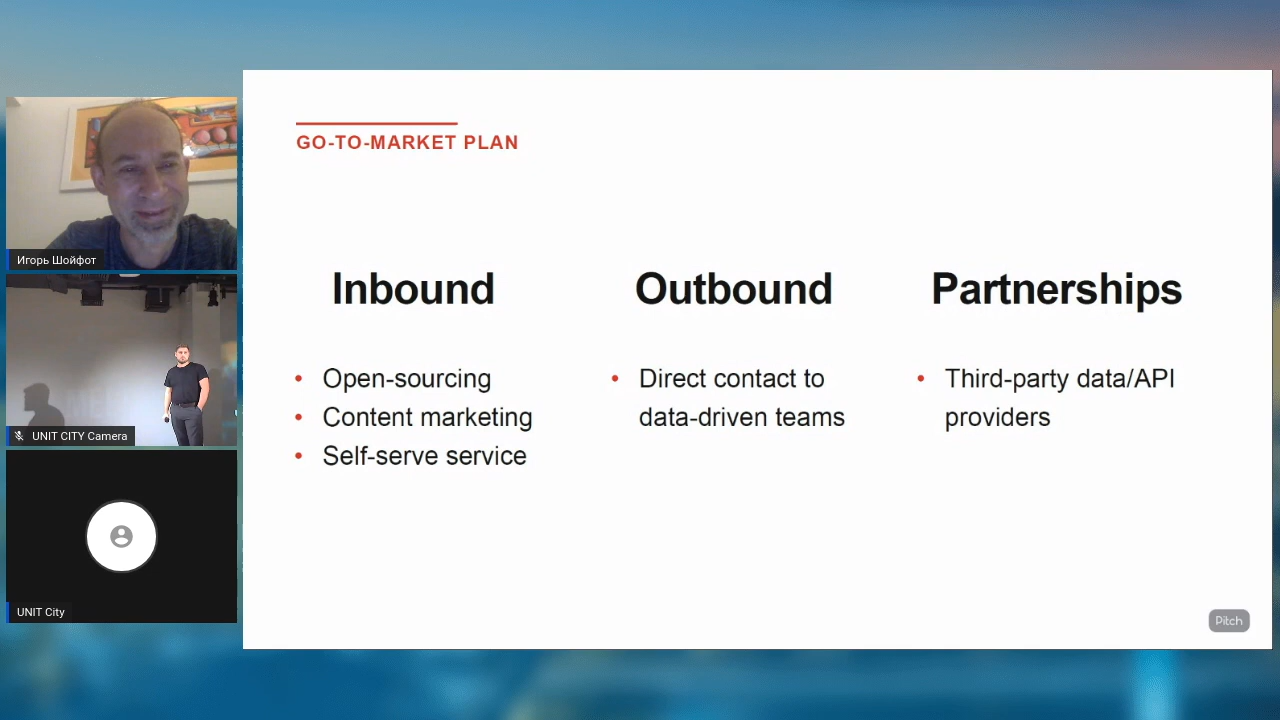 Игорь Шойфот
UNIT CITY Camera
UNIT City
GO-TO-MARKET PLAN
Inbound
• Open-sourcing
• Content marketing
• Self-serve service
Outbound
• Direct contact to
data-driven teams
Partnerships
• Third-party data/API
providers
Pitch